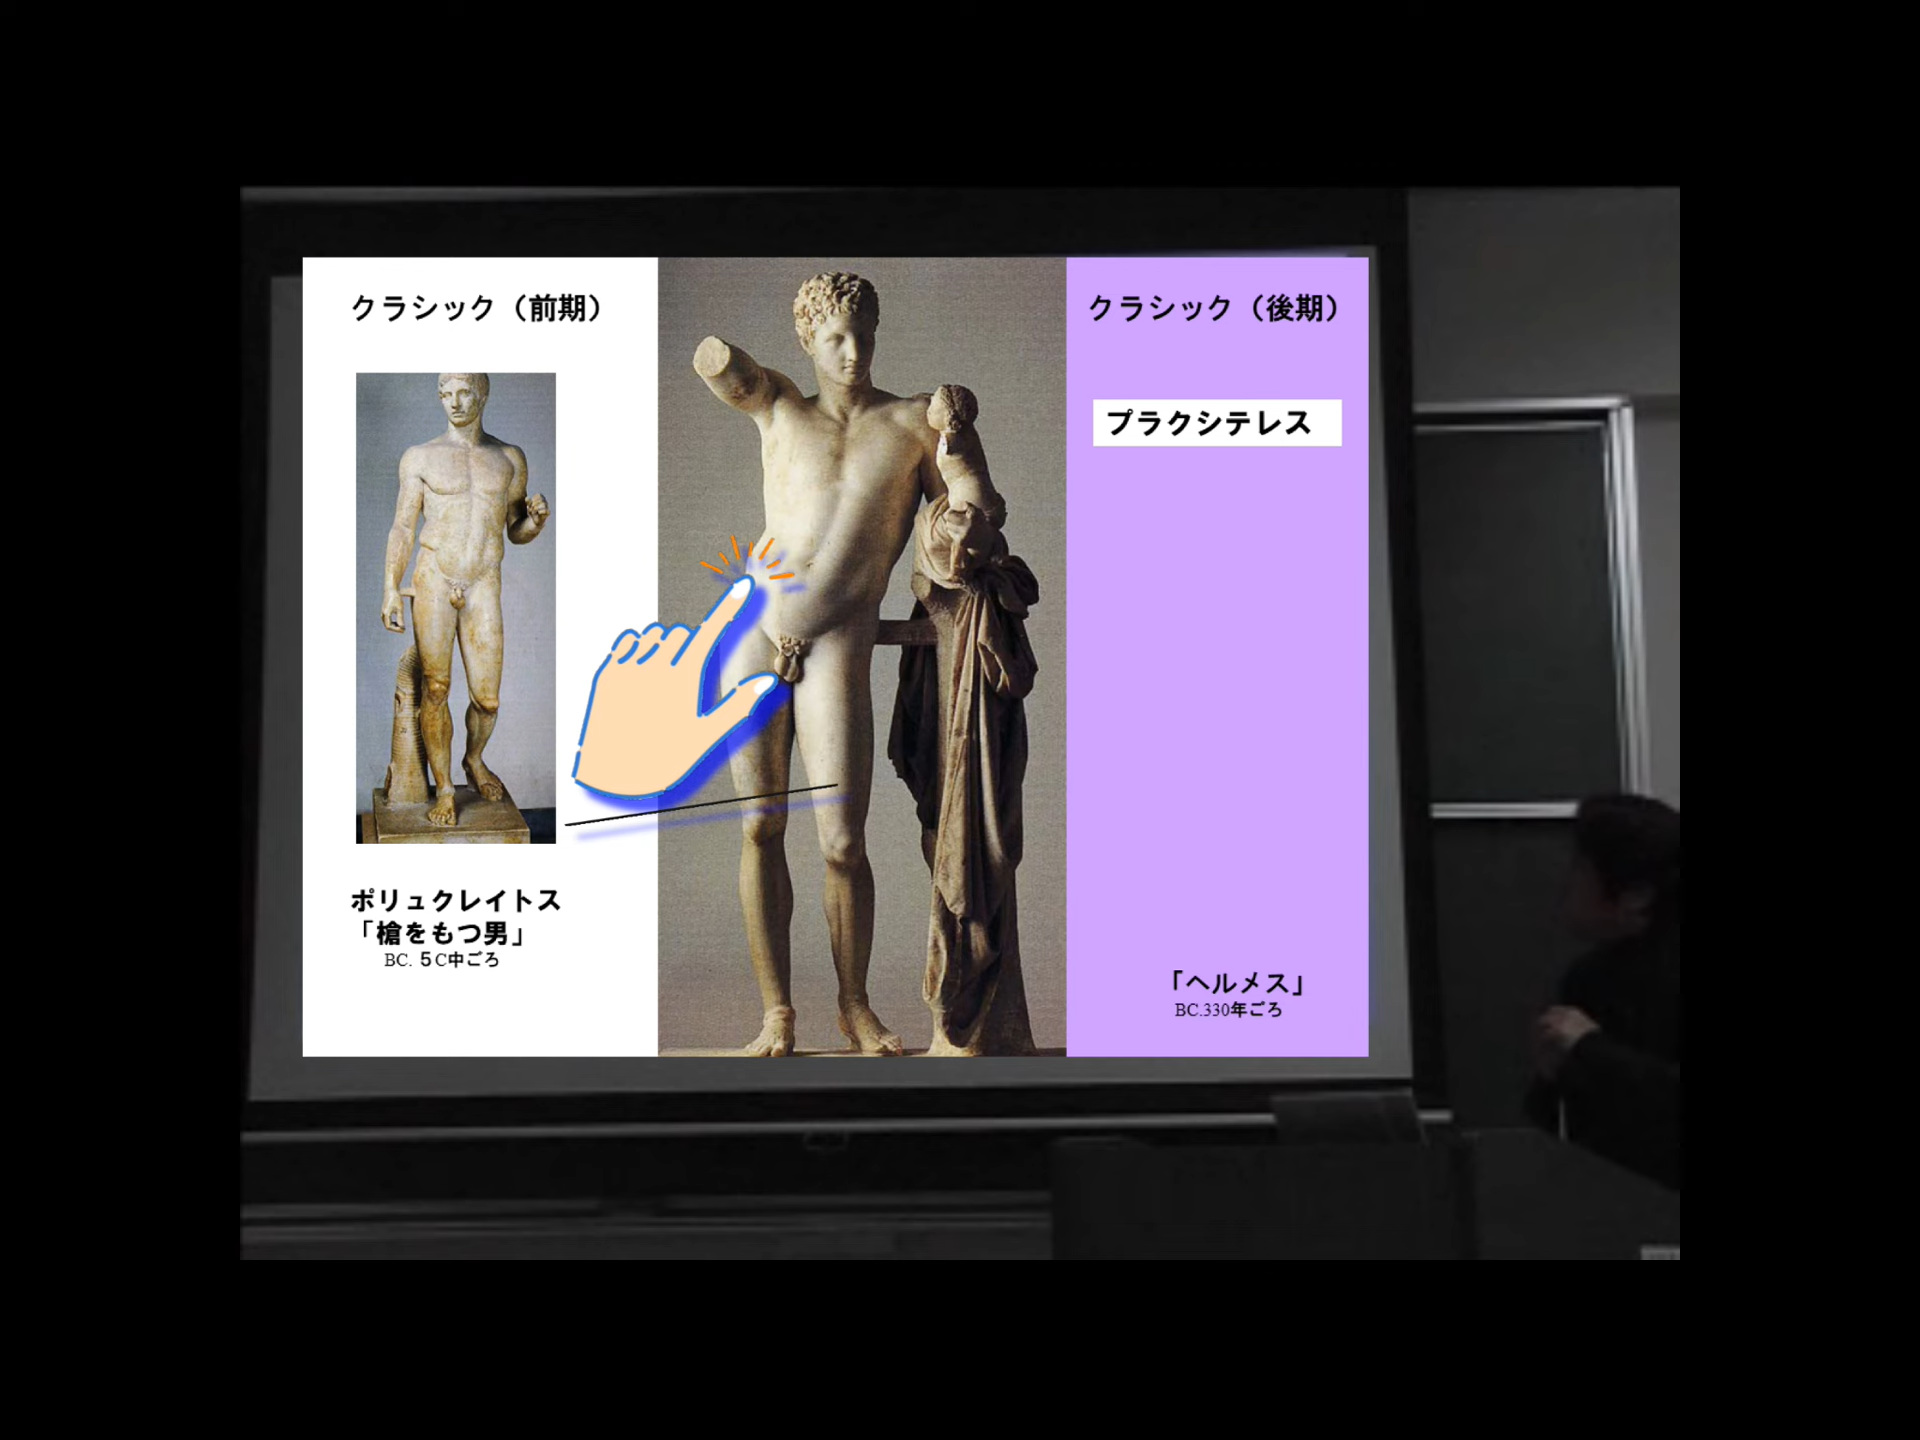 クラシック（前期）
ポリュクレイトス
「槍をもつ男」
BC. ５C中ごろ
クラシック（後期）
プラクシテレス
「ヘルメス」
BC.330年ごろ